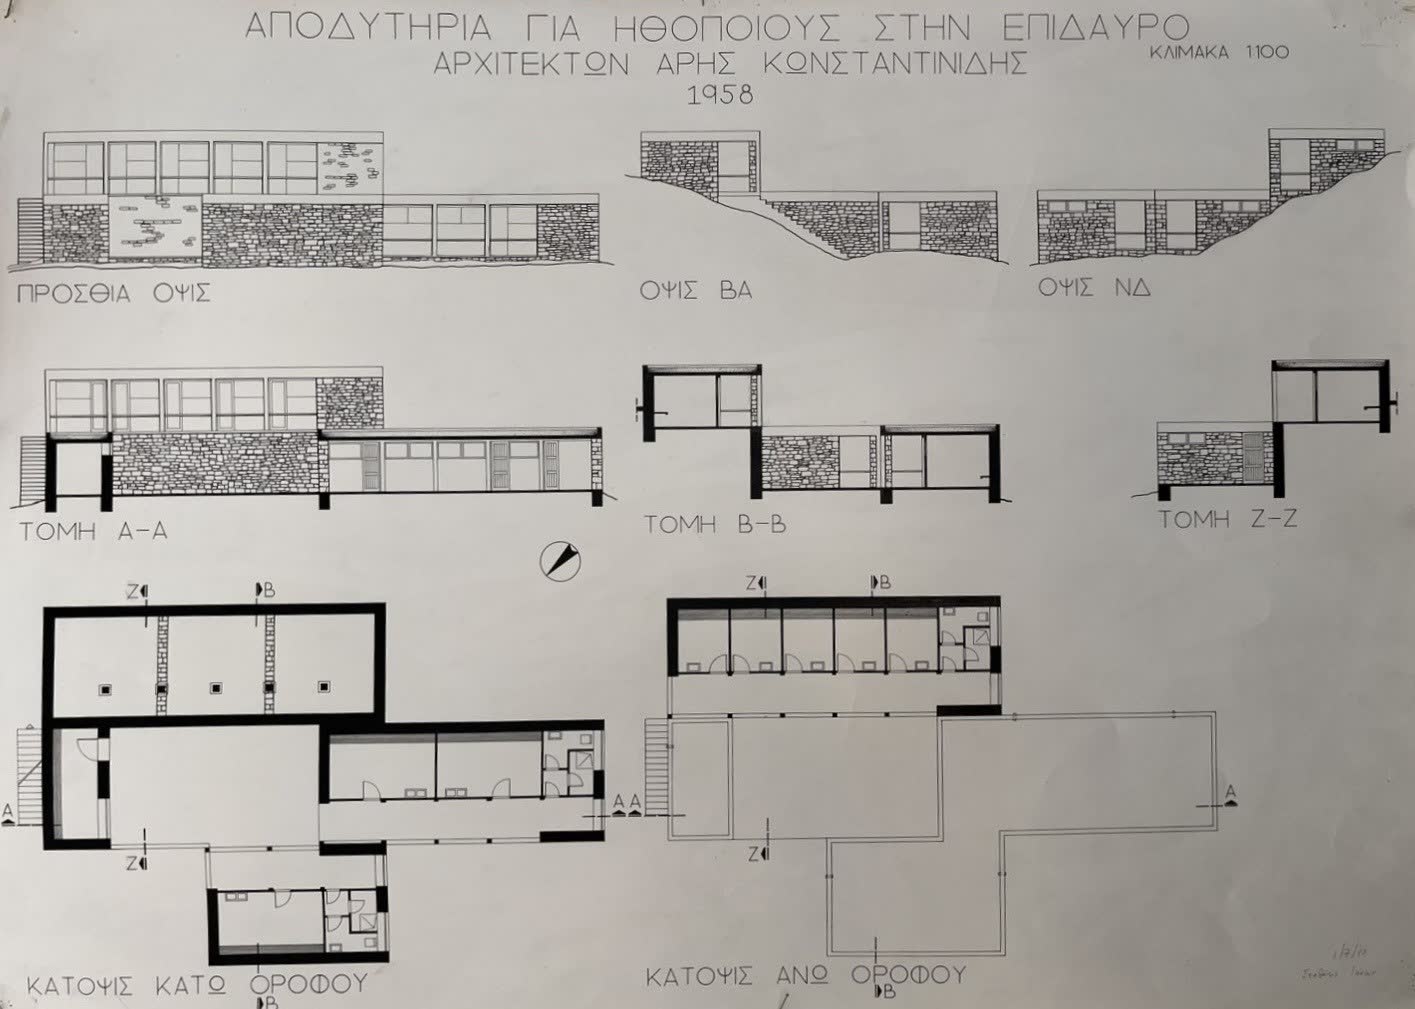 ΑΠΟΔΥΤΗΡΙΑ ΓΙΑ ΗΘΟΠΟΙΟΥΣ ΣΤΗΝ ΕΠΙΔΑΥΡΟ
ΑΡΧΙΤΕΚΤΩΝ ΑΡΗΣ ΚΩΝΣΤΑΝΤΙΝΙΔΗΣ
ΚΛΙΜΑΚΑ 1:100
1958
ΠΡΟΣΘΙΑ ΟΨΙΣ
ΟΨΙΣ ΒΑ
ΟΨΙΣ ΝΔ
ΤΟΜΗ Α-Α
ΤΟΜΗ Β-Β
ΤΟΜΗ Ζ-Ζ
Ζ
Β
Ζ
Β
Α
Α
Α
Α
Ζ
Ζ
ΚΑΤΟΨΙΣ ΚΑΤΩ ΟΡΟΦΟΥ
ΚΑΤΟΨΙΣ ΑΝΩ ΟΡΟΦΟΥ
Β
Β